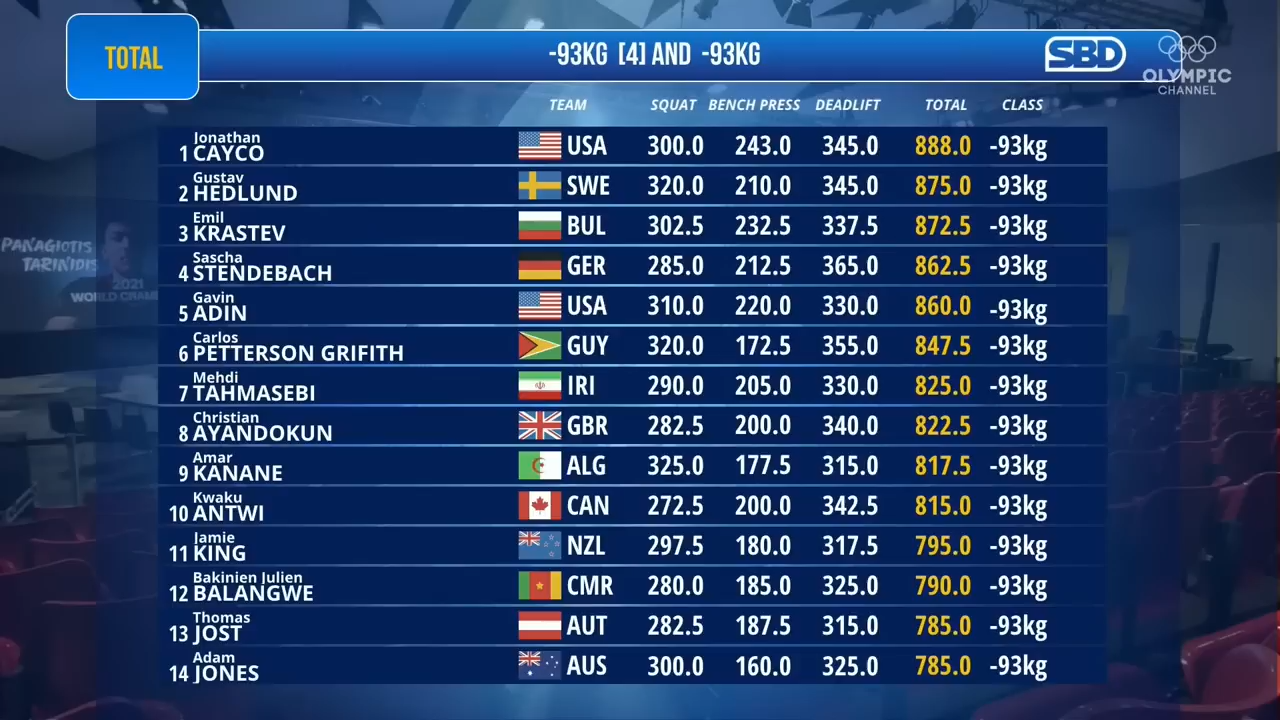 TOTAL
-93KG [4] AND -93KG
SBD
OLYMPIC
CHANNEL
TEAM SQUAT BENCH PRESS DEADLIFT TOTAL CLASS
Jonathan
1 CAYCO USA 300.0 243.0 345.0 888.0 -93kg
Gustav
2 HEDLUND SWE 320.0 210.0 345.0 875.0 -93kg
Emil
3 KRASTEV BUL 302.5 232.5 337.5 872.5 -93kg
Sascha
4 STENDEBACH GER 285.0 212.5 365.0 862.5 -93kg
Gavin
5 ADIN USA 310.0 220.0 330.0 860.0 -93kg
Carlos
6 PETTERSON GRIFITH GUY 320.0 172.5 355.0 847.5 -93kg
Mehdi
7 TAHMASEBI IRI 290.0 205.0 330.0 825.0 -93kg
Christian
8 AYANDOKUN GBR 282.5 200.0 340.0 822.5 -93kg
Amar
9 KANANE ALG 325.0 177.5 315.0 817.5 -93kg
Kwaku
10 ANTWI CAN 272.5 200.0 342.5 815.0 -93kg
Jamie
11 KING NZL 297.5 180.0 317.5 795.0 -93kg
Bakinien Julien
12 BALANGWE CMR 280.0 185.0 325.0 790.0 -93kg
Thomas
13 JOST AUT 282.5 187.5 315.0 785.0 -93kg
Adam
14 JONES AUS 300.0 160.0 325.0 785.0 -93kg
PANAGIOTIS
TARINIDIS
2021
WORLD